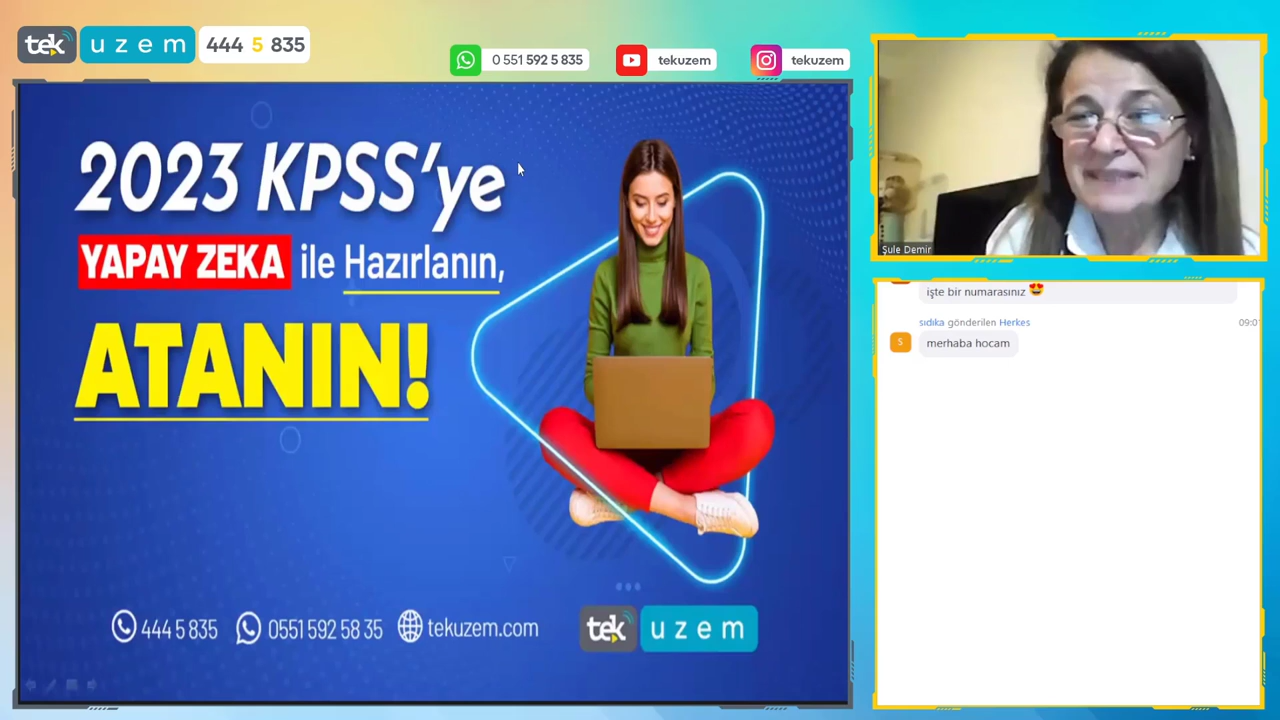 tek uzem 444 5 835
0 551 592 5 835
tekuzem
tekuzem
2023 KPSS'ye
YAPAY ZEKA ile Hazırlanın,
ATANIN!
444 5 835
0551 592 58 35
tekuzem.com
tek uzem
Şule Demir
işte bir numarasınız
sıdıka gönderilen Herkes
09:01
S
merhaba hocam